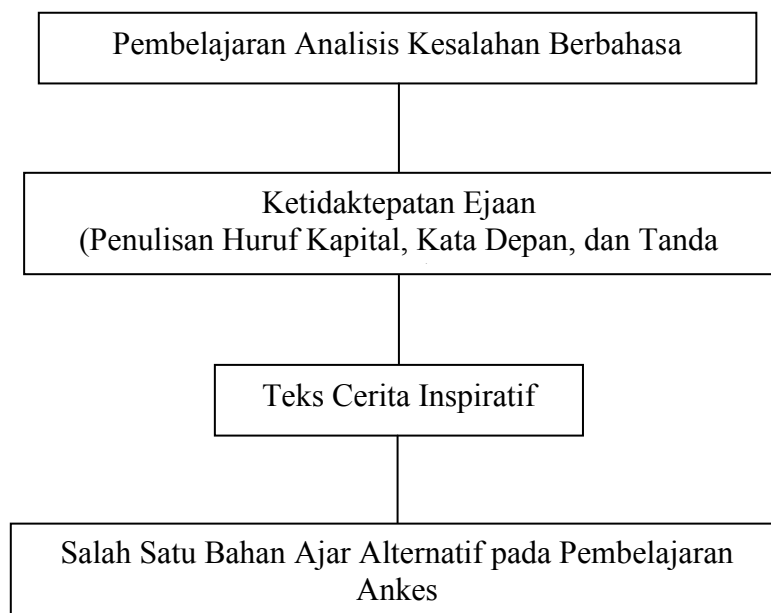 Pembelajaran Analisis Kesalahan Berbahasa
Ketidaktepatan Ejaan
(Penulisan Huruf Kapital, Kata Depan, dan Tanda
Teks Cerita Inspiratif
Salah Satu Bahan Ajar Alternatif pada Pembelajaran
Ankes